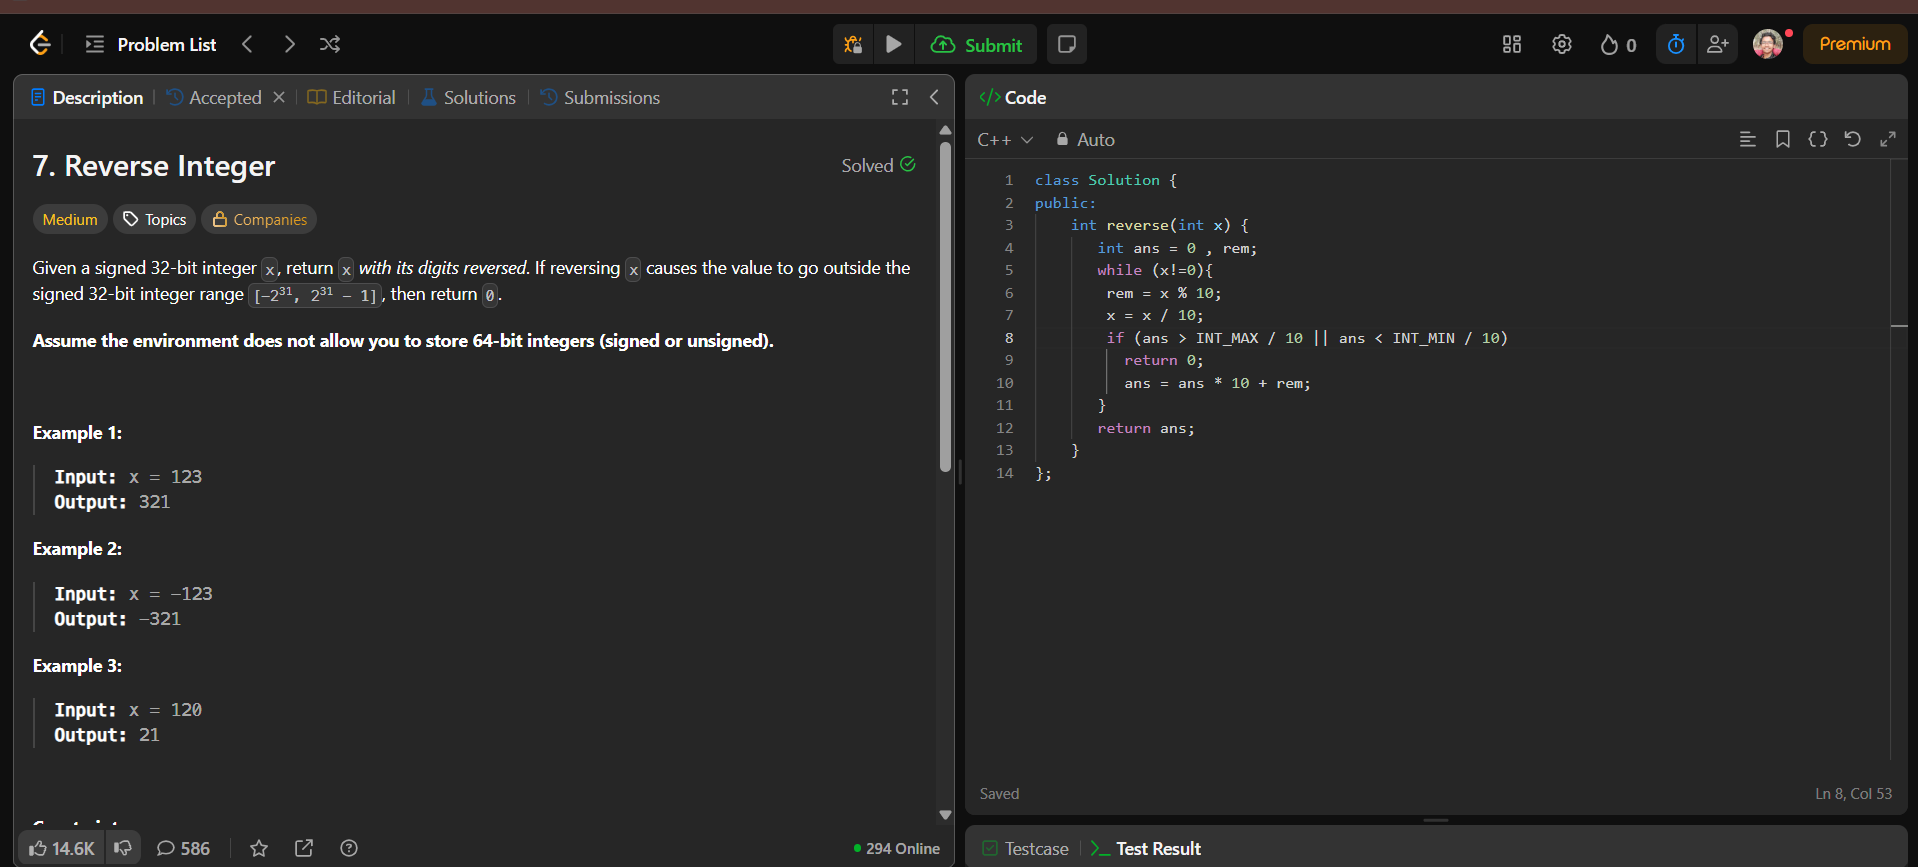 Problem List
Submit
0
Premium
Description
Accepted
Editorial
Solutions
Submissions
7. Reverse Integer
Solved
Medium
Topics
Companies
Given a signed 32-bit integer x, return x with its digits reversed. If reversing x causes the value to go outside the
signed 32-bit integer range [−2³¹, 2³¹ − 1], then return 0.
Assume the environment does not allow you to store 64-bit integers (signed or unsigned).
Example 1:
Input: x = 123
Output: 321
Example 2:
Input: x = −123
Output: −321
Example 3:
Input: x = 120
Output: 21
14.6K
586
294 Online
</> Code
C++
Auto
1 class Solution {
2 public:
3 int reverse(int x) {
4 int ans = 0 , rem;
5 while (x!=0){
6 rem = x % 10;
7 x = x / 10;
8 if (ans > INT_MAX / 10 || ans < INT_MIN / 10)
9 return 0;
10 ans = ans * 10 + rem;
11 }
12 return ans;
13 }
14 };
Saved
Ln 8, Col 53
Testcase
>_ Test Result